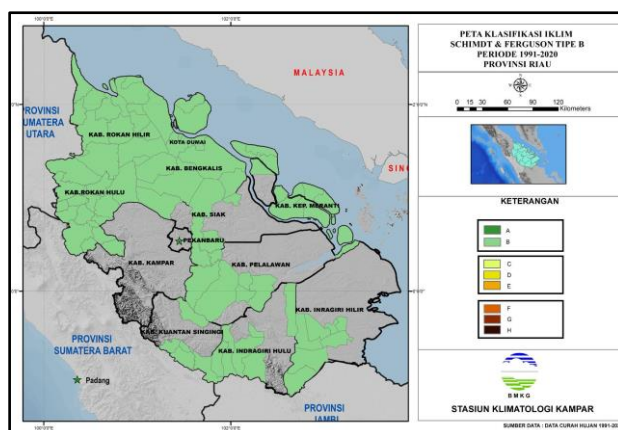 100°0'0"E
102°0'0"E
MALAYSIA
PROVINSI
SUMATERA
UTARA
KAB. ROKAN HILIR
KOTA DUMAI
KAB. BENGKALIS
KAB.ROKAN HULU
KAB. SIAK
KAB. KEP. MERANTI
PEKANBARU
KAB. KAMPAR
KAB. PELALAWAN
KAB. INRAGIRI HILIR
KAB. KUANTAN SINGINGI
KAB. INDRAGIRI HULU
PROVINSI
SUMATERA BARAT
Padang
PROVINSI
JAMBI
PETA KLASIFIKASI IKLIM
SCHIMDT & FERGUSON TIPE B
PERIODE 1991-2020
PROVINSI RIAU
0 15 30 60 90 120
Kilometers
KETERANGAN
A
B
C
D
E
F
G
H
BMKG
STASIUN KLIMATOLOGI KAMPAR
SUMBER DATA : DATA CURAH HUJAN 1991-20